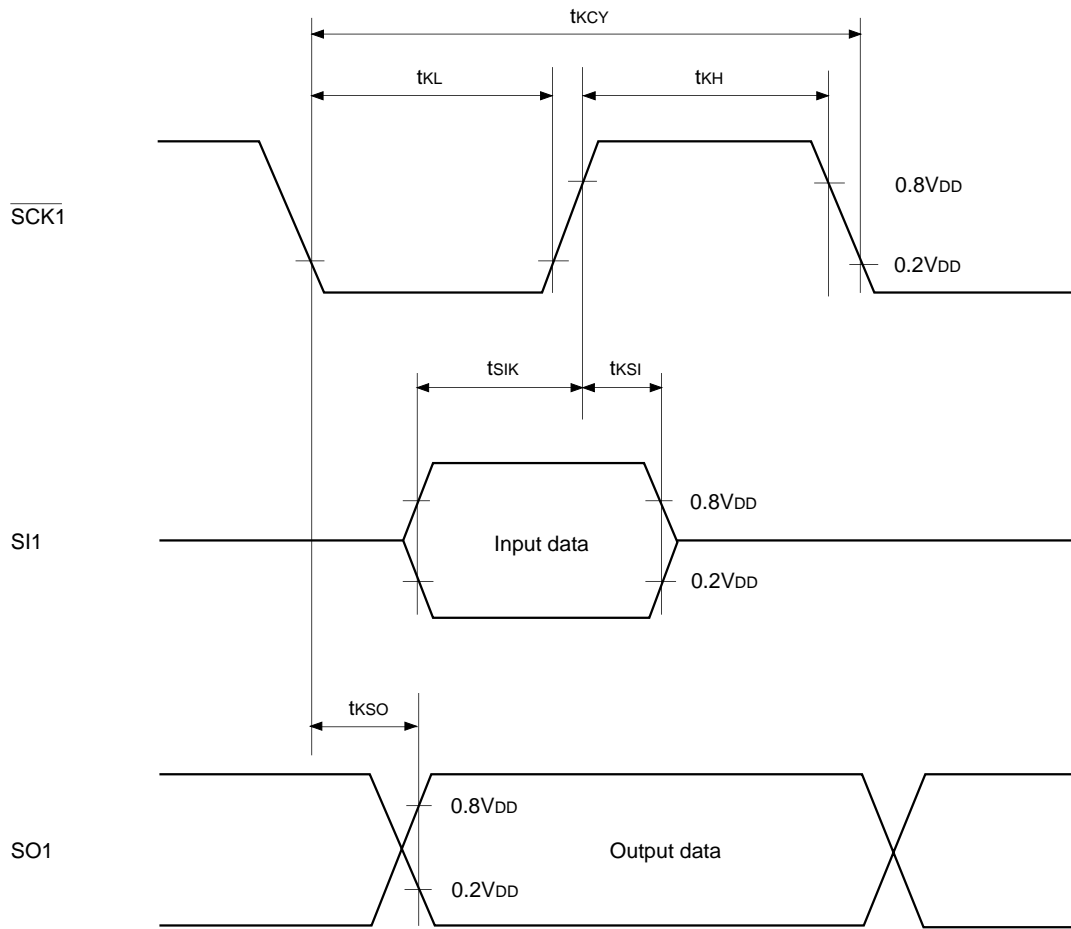 tKCY
tKL
tKH
0.8VDD
SCK1
0.2VDD
tSIK
tKSI
0.8VDD
SI1
Input data
0.2VDD
tKSO
0.8VDD
SO1
Output data
0.2VDD